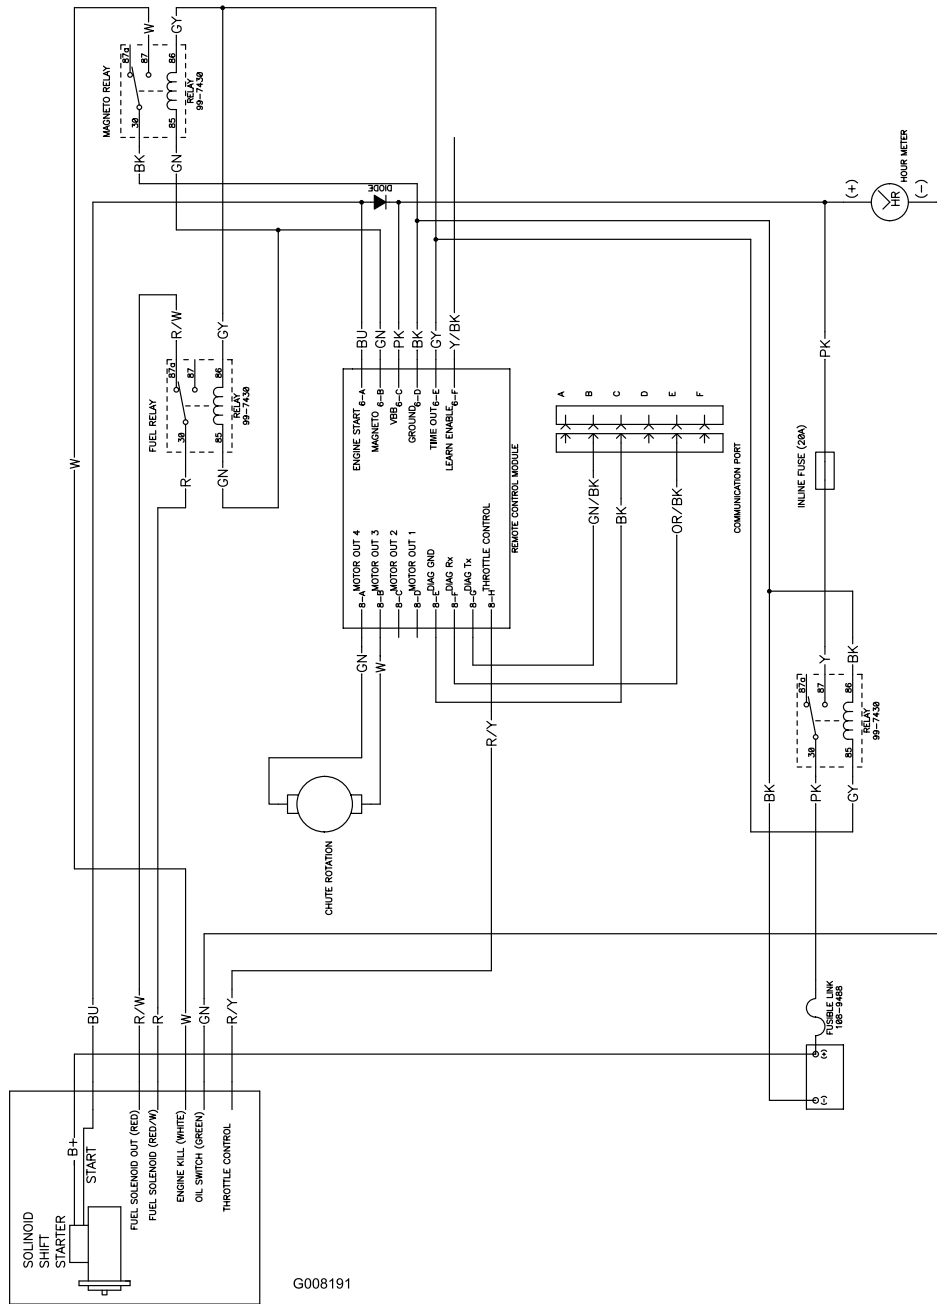 W
W
GY
MAGNETO RELAY
87a
87
86
30
85
RELAY
99-7430
BK
GN
DIODE
(+)
HR
HOUR METER
(-)
FUEL RELAY
R/W
GY
87a
87
86
30
85
RELAY
99-7430
R
GN
BU
GN
PK
BK
GY
Y/BK
ENGINE START 6-A
MAGNETO 6-B
VBB 6-C
GROUND 6-D
TIME OUT 6-E
LEARN ENABLE 6-F
8-A MOTOR OUT 4
8-B MOTOR OUT 3
8-C MOTOR OUT 2
8-D MOTOR OUT 1
8-E DIAG GND
8-F DIAG Rx
8-G DIAG Tx
8-H THROTTLE CONTROL
REMOTE CONTROL MODULE
GN
W
R/Y
CHUTE ROTATION
A
B
C
D
E
F
GN/BK
BK
OR/BK
COMMUNICATION PORT
PK
INLINE FUSE (20A)
87a
87
86
30
85
RELAY
99-7430
Y
BK
BK
PK
GY
FUSIBLE LINK
108-9488
(+)
(-)
BU
R/W
R
W
GN
R/Y
B+
START
SOLINOID
SHIFT
STARTER
FUEL SOLENOID OUT (RED)
FUEL SOLENOID (RED/W)
ENGINE KILL (WHITE)
OIL SWITCH (GREEN)
THROTTLE CONTROL
G008191